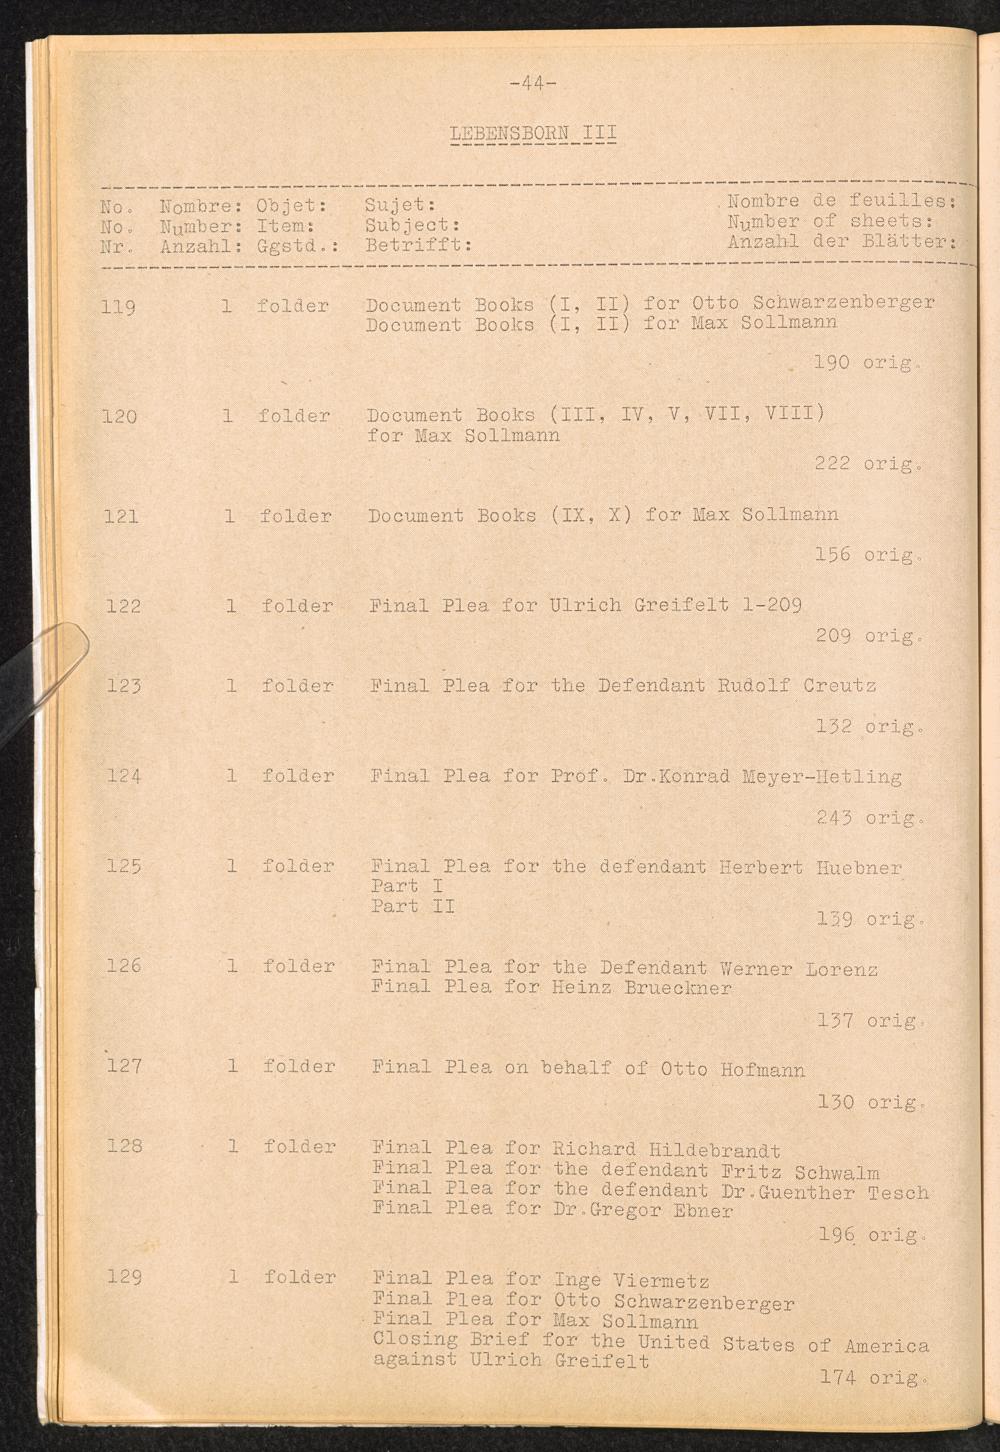 -44-
LEBENSBORN III
No. Nombre: Objet: Sujet: Nombre de feuilles:
No. Number: Item: Subject: Number of sheets:
Nr. Anzahl: Ggstd.: Betrifft: Anzahl der Blätter:
119 1 folder Document Books (I, II) for Otto Schwarzenberger
Document Books (I, II) for Max Sollmann
190 orig.
120 1 folder Document Books (III, IV, V, VII, VIII)
for Max Sollmann
222 orig.
121 1 folder Document Books (IX, X) for Max Sollmann
156 orig.
122 1 folder Final Plea for Ulrich Greifelt 1-209
209 orig.
123 1 folder Final Plea for the Defendant Rudolf Creutz
132 orig.
124 1 folder Final Plea for Prof. Dr.Konrad Meyer-Hetling
243 orig.
125 1 folder Final Plea for the defendant Herbert Huebner
Part I
Part II
139 orig.
126 1 folder Final Plea for the Defendant Werner Lorenz
Final Plea for Heinz Brueckner
137 orig.
127 1 folder Final Plea on behalf of Otto Hofmann
130 orig.
128 1 folder Final Plea for Richard Hildebrandt
Final Plea for the defendant Fritz Schwalm
Final Plea for the defendant Dr.Guenther Tesch
Final Plea for Dr.Gregor Ebner
196 orig.
129 1 folder Final Plea for Inge Viermetz
Final Plea for Otto Schwarzenberger
Final Plea for Max Sollmann
Closing Brief for the United States of America
against Ulrich Greifelt
174 orig.